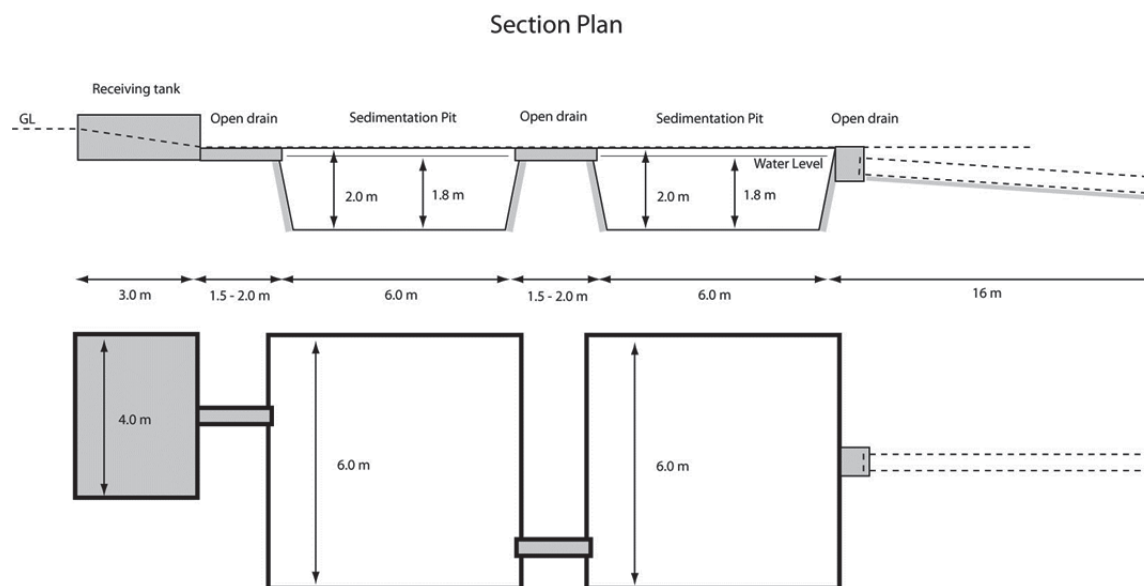 Section Plan
Receiving tank
GL
Open drain
Sedimentation Pit
Open drain
Sedimentation Pit
Open drain
Water Level
2.0 m
1.8 m
2.0 m
1.8 m
3.0 m
1.5 - 2.0 m
6.0 m
1.5 - 2.0 m
6.0 m
16 m
4.0 m
6.0 m
6.0 m